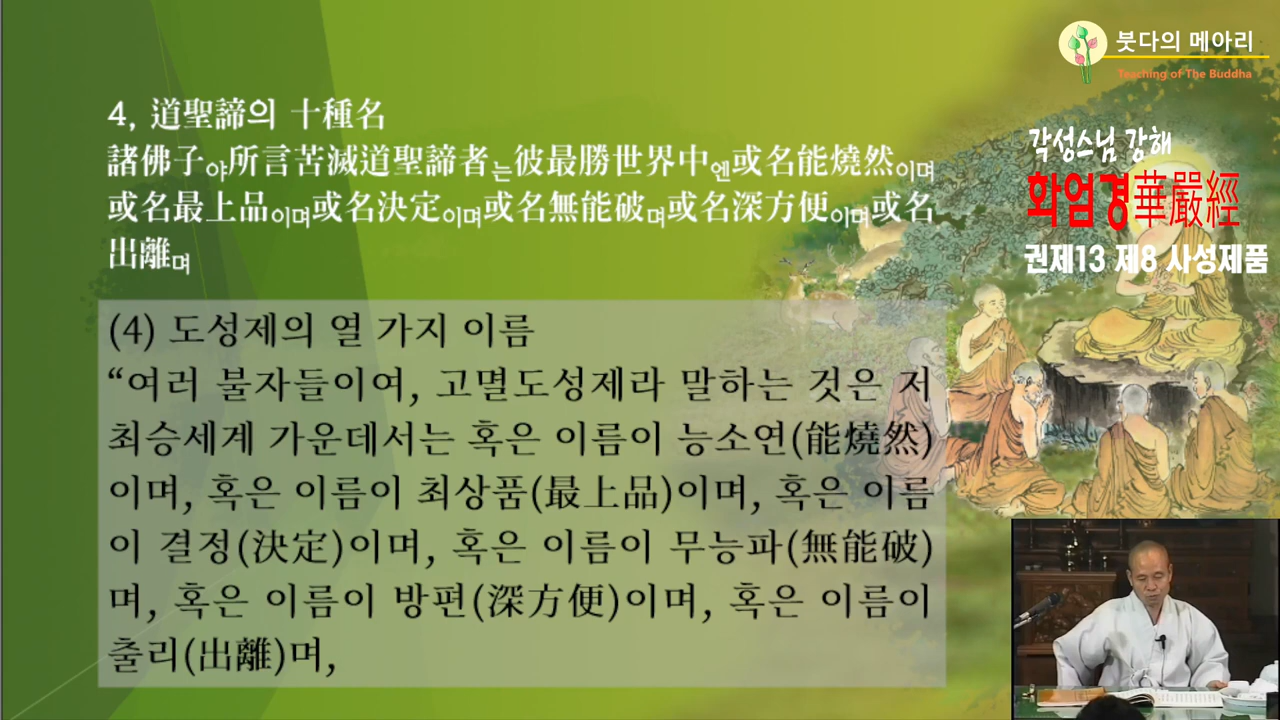 4, 道聖諦의 十種名
諸佛子야所言苦滅道聖諦者는彼最勝世界中엔或名能燒然이며
或名最上品이며或名決定이며或名無能破며或名深方便이며或名
出離며
(4) 도성제의 열 가지 이름
“여러 불자들이여, 고멸도성제라 말하는 것은 저
최승세계 가운데서는 혹은 이름이 능소연(能燒然)
이며, 혹은 이름이 최상품(最上品)이며, 혹은 이름
이 결정(決定)이며, 혹은 이름이 무능파(無能破)
며, 혹은 이름이 방편(深方便)이며, 혹은 이름이
출리(出離)며,
붓다의 메아리
Teaching of The Buddha
각성스님 강해
화엄경華嚴經
권제13 제8 사성제품